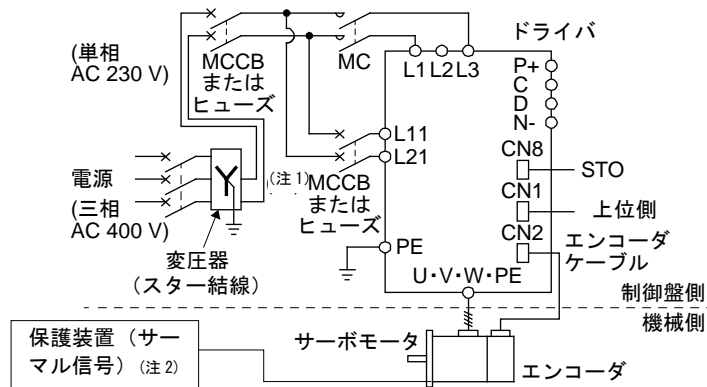 (単相
AC 230 V)
MCCB
または
ヒューズ
MC
ドライバ
L1 L2 L3
P+
C
D
N-
L11
L21
CN8
STO
CN1
上位側
CN2
エンコーダ
ケーブル
電源
(三相
AC 400 V)
(注 1)
MCCB
または
ヒューズ
変圧器
(スター結線)
PE
U・V・W・PE
制御盤側
機械側
保護装置(サー
マル信号)(注 2)
サーボモータ
エンコーダ